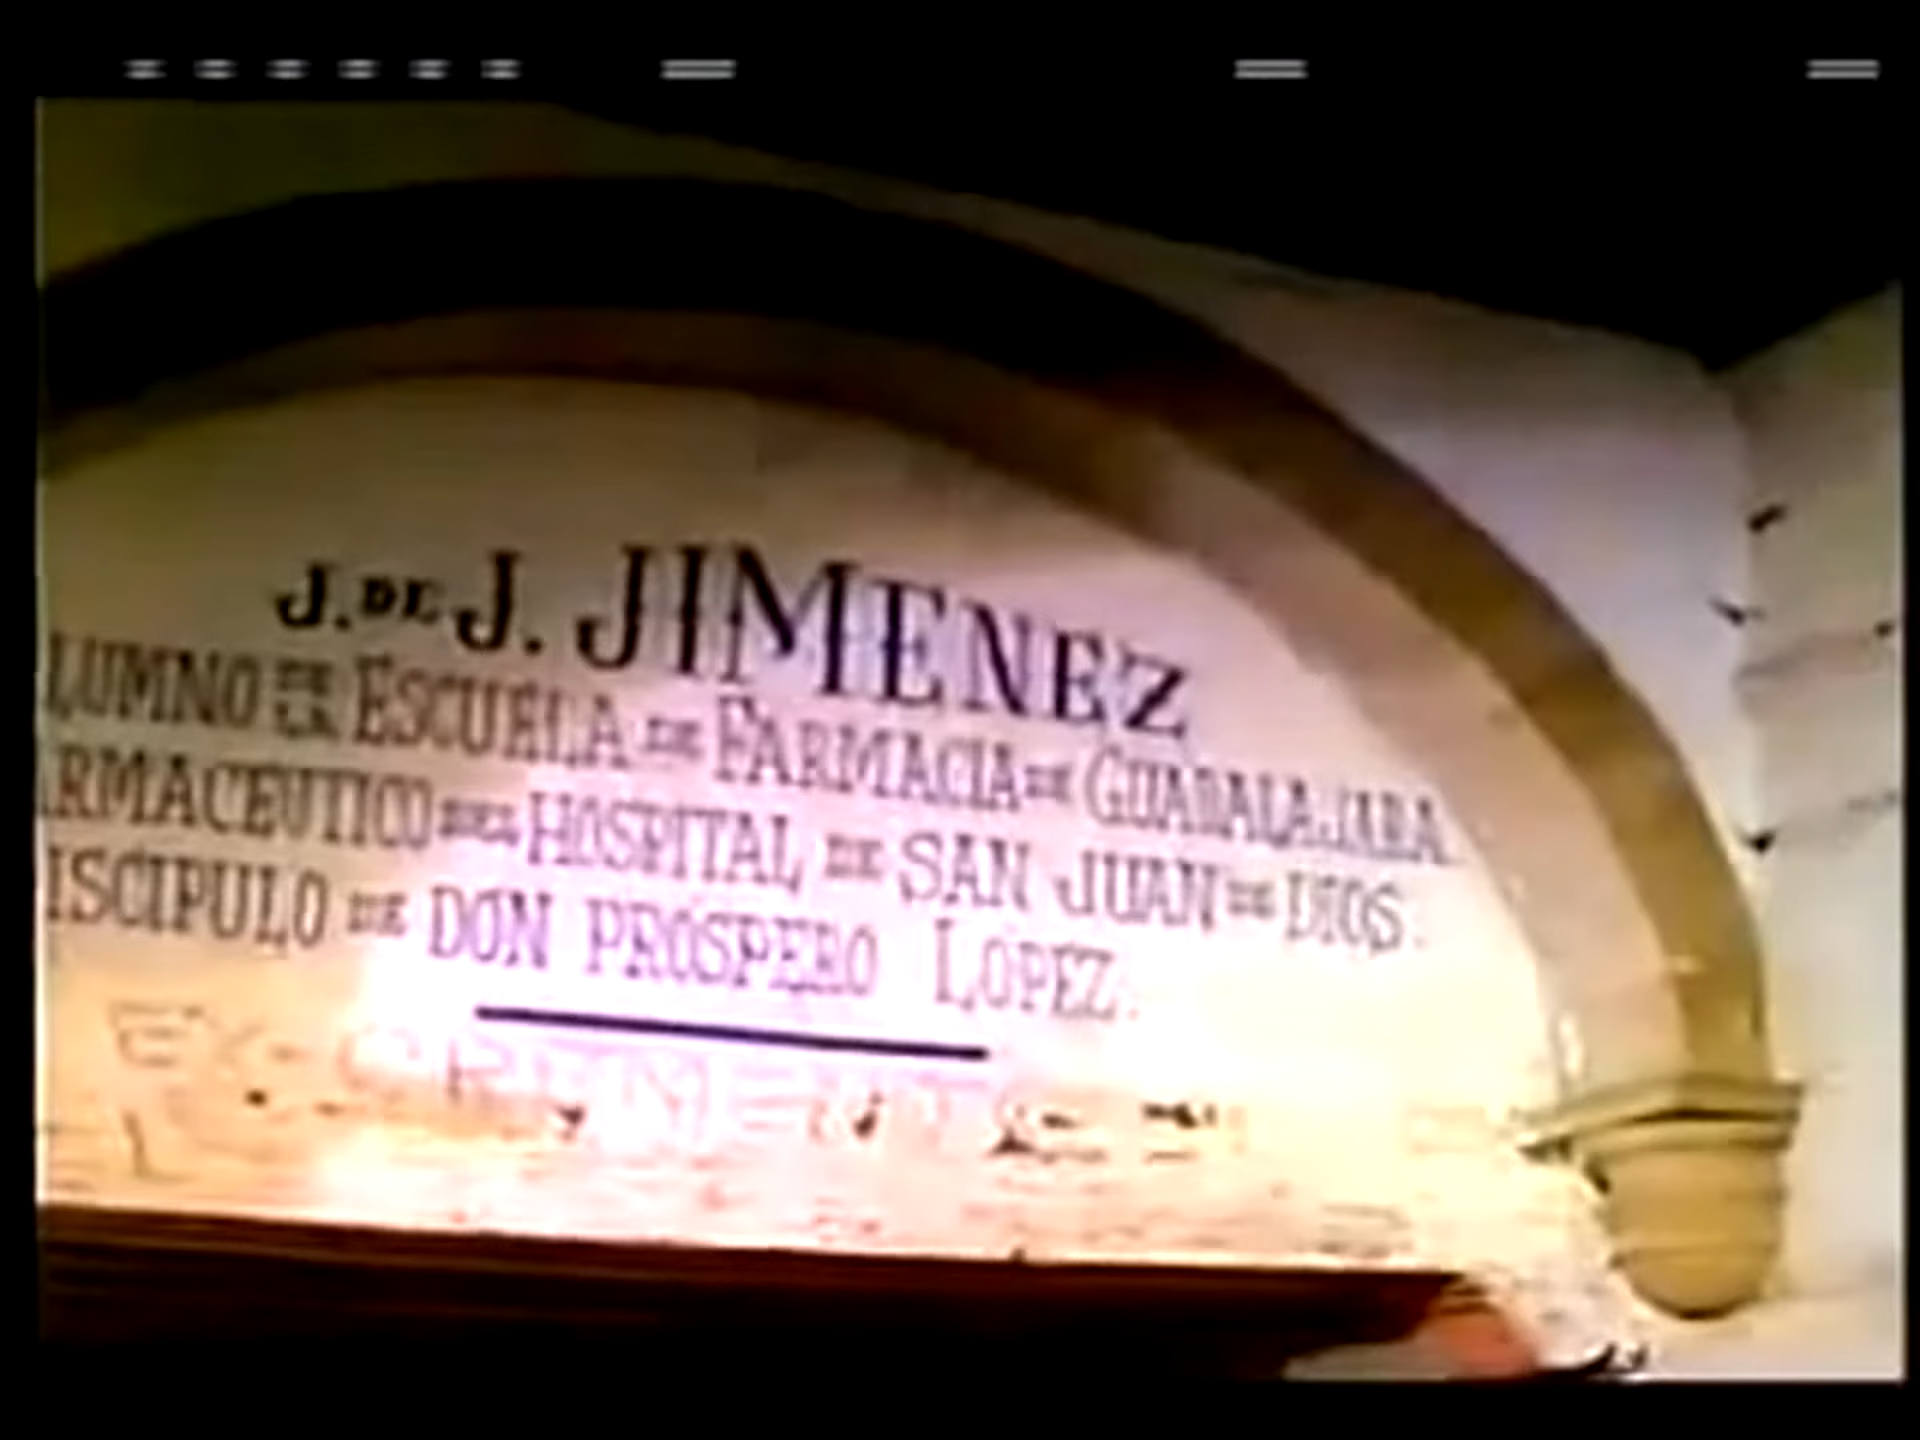 J. DE J. JIMENEZ
LUMNO DE LA ESCUELA DE FARMACIA DE GUADALAJARA
ARMACEUTICO DEL HOSPITAL DE SAN JUAN DE DIOS.
ISCIPULO DE DON PROSPERO LOPEZ.